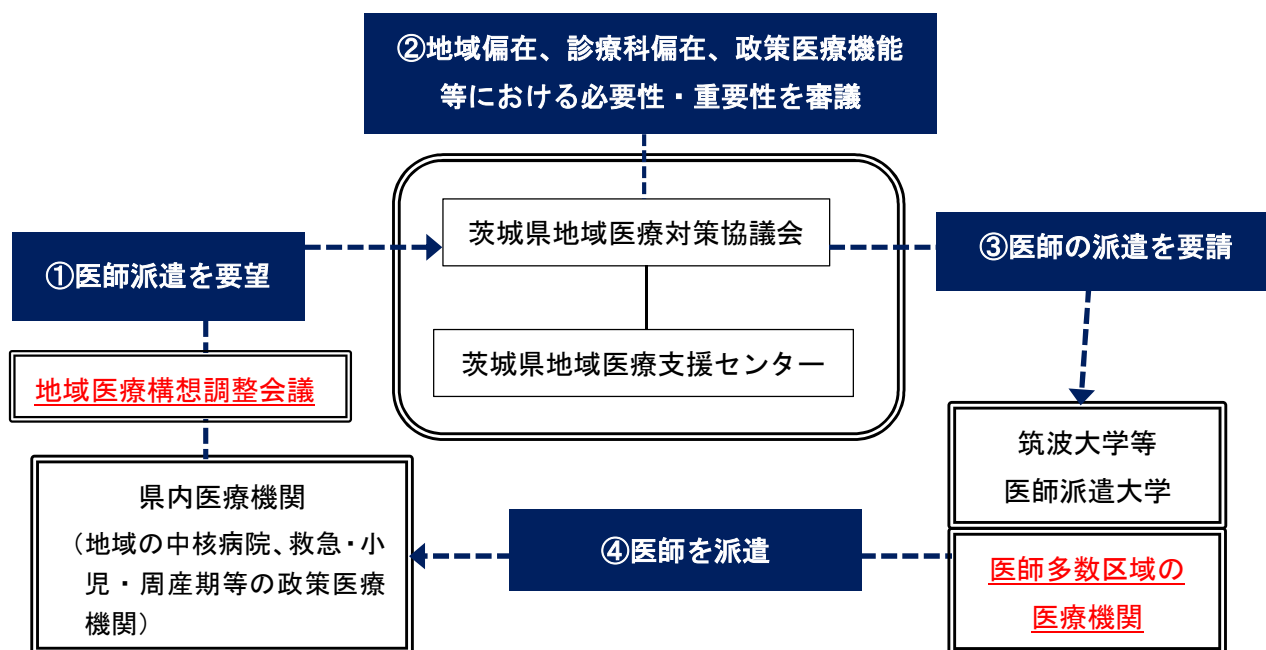 ②地域偏在、診療科偏在、政策医療機能
等における必要性・重要性を審議
茨城県地域医療対策協議会
茨城県地域医療支援センター
①医師派遣を要望
地域医療構想調整会議
県内医療機関
（地域の中核病院、救急・小
児・周産期等の政策医療
機関）
③医師の派遣を要請
筑波大学等
医師派遣大学
医師多数区域の
医療機関
④医師を派遣